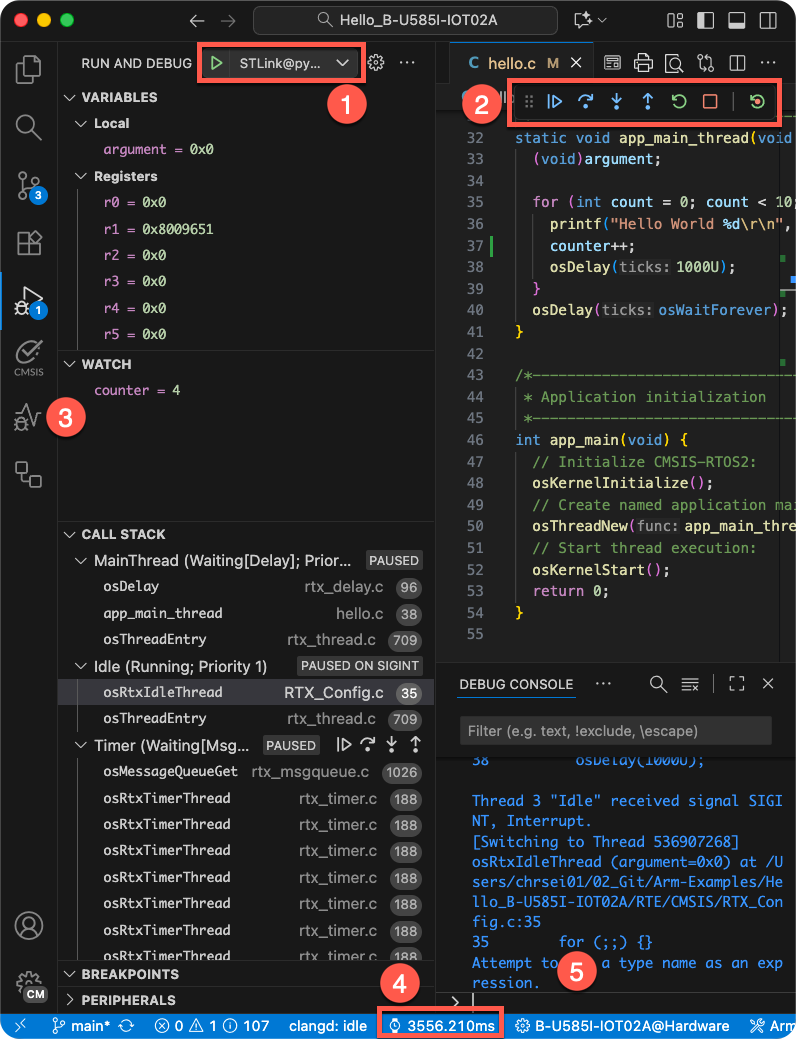 Hello_B-U585I-IOT02A
RUN AND DEBUG
STLink@py...
1
hello.c M
2
VARIABLES
Local
argument = 0x0
Registers
r0 = 0x0
r1 = 0x8009651
r2 = 0x0
r3 = 0x0
r4 = 0x0
r5 = 0x0
3
1
CMSIS
WATCH
counter = 4
3
CALL STACK
MainThread (Waiting[Delay]; Prior... PAUSED
osDelay rtx_delay.c 96
app_main_thread hello.c 38
osThreadEntry rtx_thread.c 709
Idle (Running; Priority 1) PAUSED ON SIGINT
osRtxIdleThread RTX_Config.c 35
osThreadEntry rtx_thread.c 709
Timer (Waiting[Msg... PAUSED
osMessageQueueGet rtx_msgqueue.c 1026
osRtxTimerThread rtx_timer.c 188
osRtxTimerThread rtx_timer.c 188
osRtxTimerThread rtx_timer.c 188
osRtxTimerThread rtx_timer.c 188
osRtxTimerThread rtx_timer.c 188
osRtxTimerThread rtx_timer.c 188
osRtxTimerThread rtx_timer.c 188
BREAKPOINTS
PERIPHERALS
CM
32 static void app_main_thread(void
33 (void)argument;
34
35 for (int count = 0; count < 10;
36 printf("Hello World %d\r\n",
37 counter++;
38 osDelay(ticks: 1000U);
39 }
40 osDelay(ticks: osWaitForever);
41 }
42
43 /*------------------------------
44 * Application initialization
45 *------------------------------
46 int app_main(void) {
47 // Initialize CMSIS-RTOS2:
48 osKernelInitialize();
49 // Create named application mai
50 osThreadNew(func: app_main_thre
51 // Start thread execution:
52 osKernelStart();
53 return 0;
54 }
55
DEBUG CONSOLE ...
Filter (e.g. text, !exclude, \escape)
38 osDelay(1000U);
Thread 3 "Idle" received signal SIGI
NT, Interrupt.
[Switching to Thread 536907268]
osRtxIdleThread (argument=0x0) at /U
sers/chrsei01/02_Git/Arm-Examples/He
llo_B-U585I-IOT02A/RTE/CMSIS/RTX_Con
fig.c:35
35 for (;;) {}
Attempt to a type name as an exp
ression.
5
>
4
main* 0 1 107 clangd: idle 3556.210ms B-U585I-IOT02A@Hardware Arm